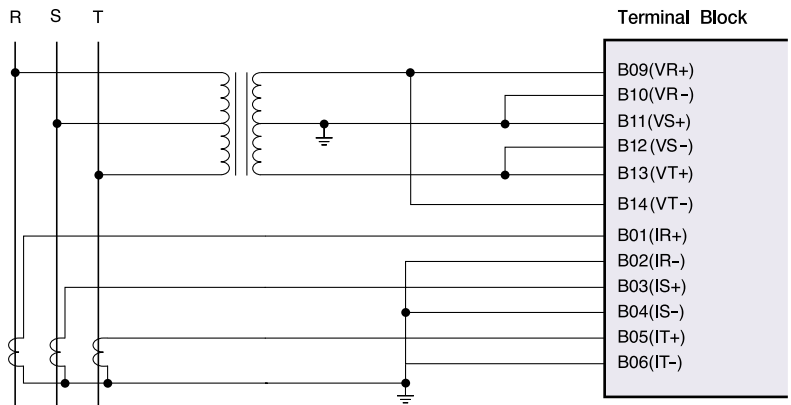 R S T
Terminal Block
B09(VR+)
B10(VR-)
B11(VS+)
B12(VS-)
B13(VT+)
B14(VT-)
B01(IR+)
B02(IR-)
B03(IS+)
B04(IS-)
B05(IT+)
B06(IT-)